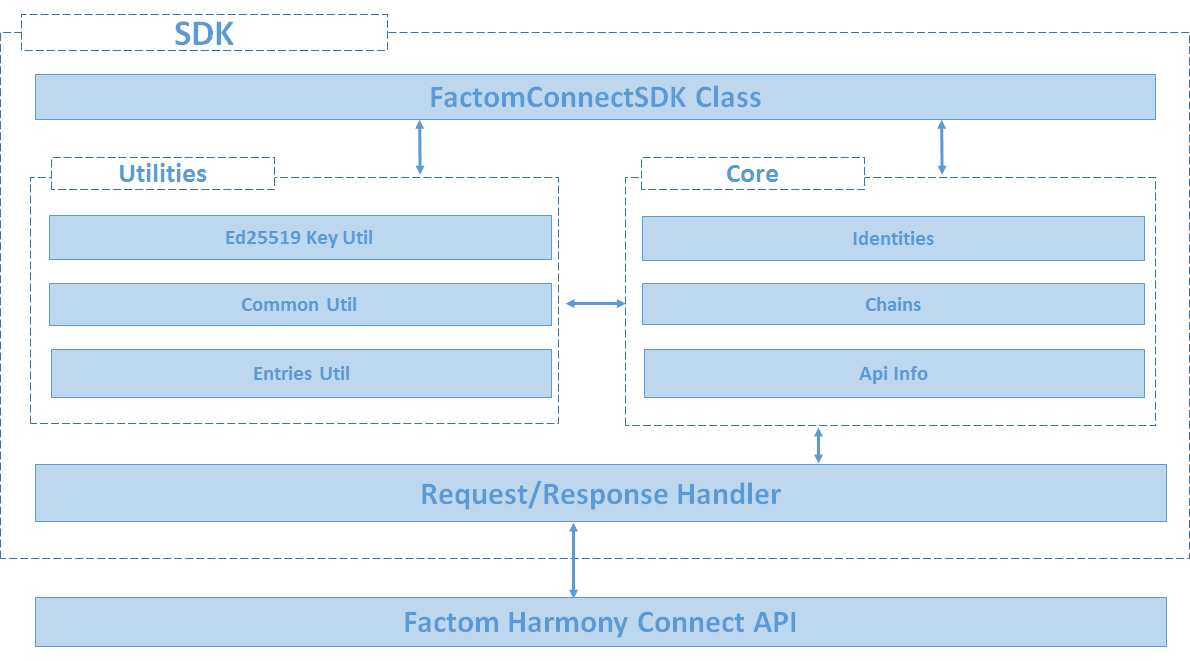 SDK
FactomConnectSDK Class
Utilities
Ed25519 Key Util
Common Util
Entries Util
Core
Identities
Chains
Api Info
Request/Response Handler
Factom Harmony Connect API